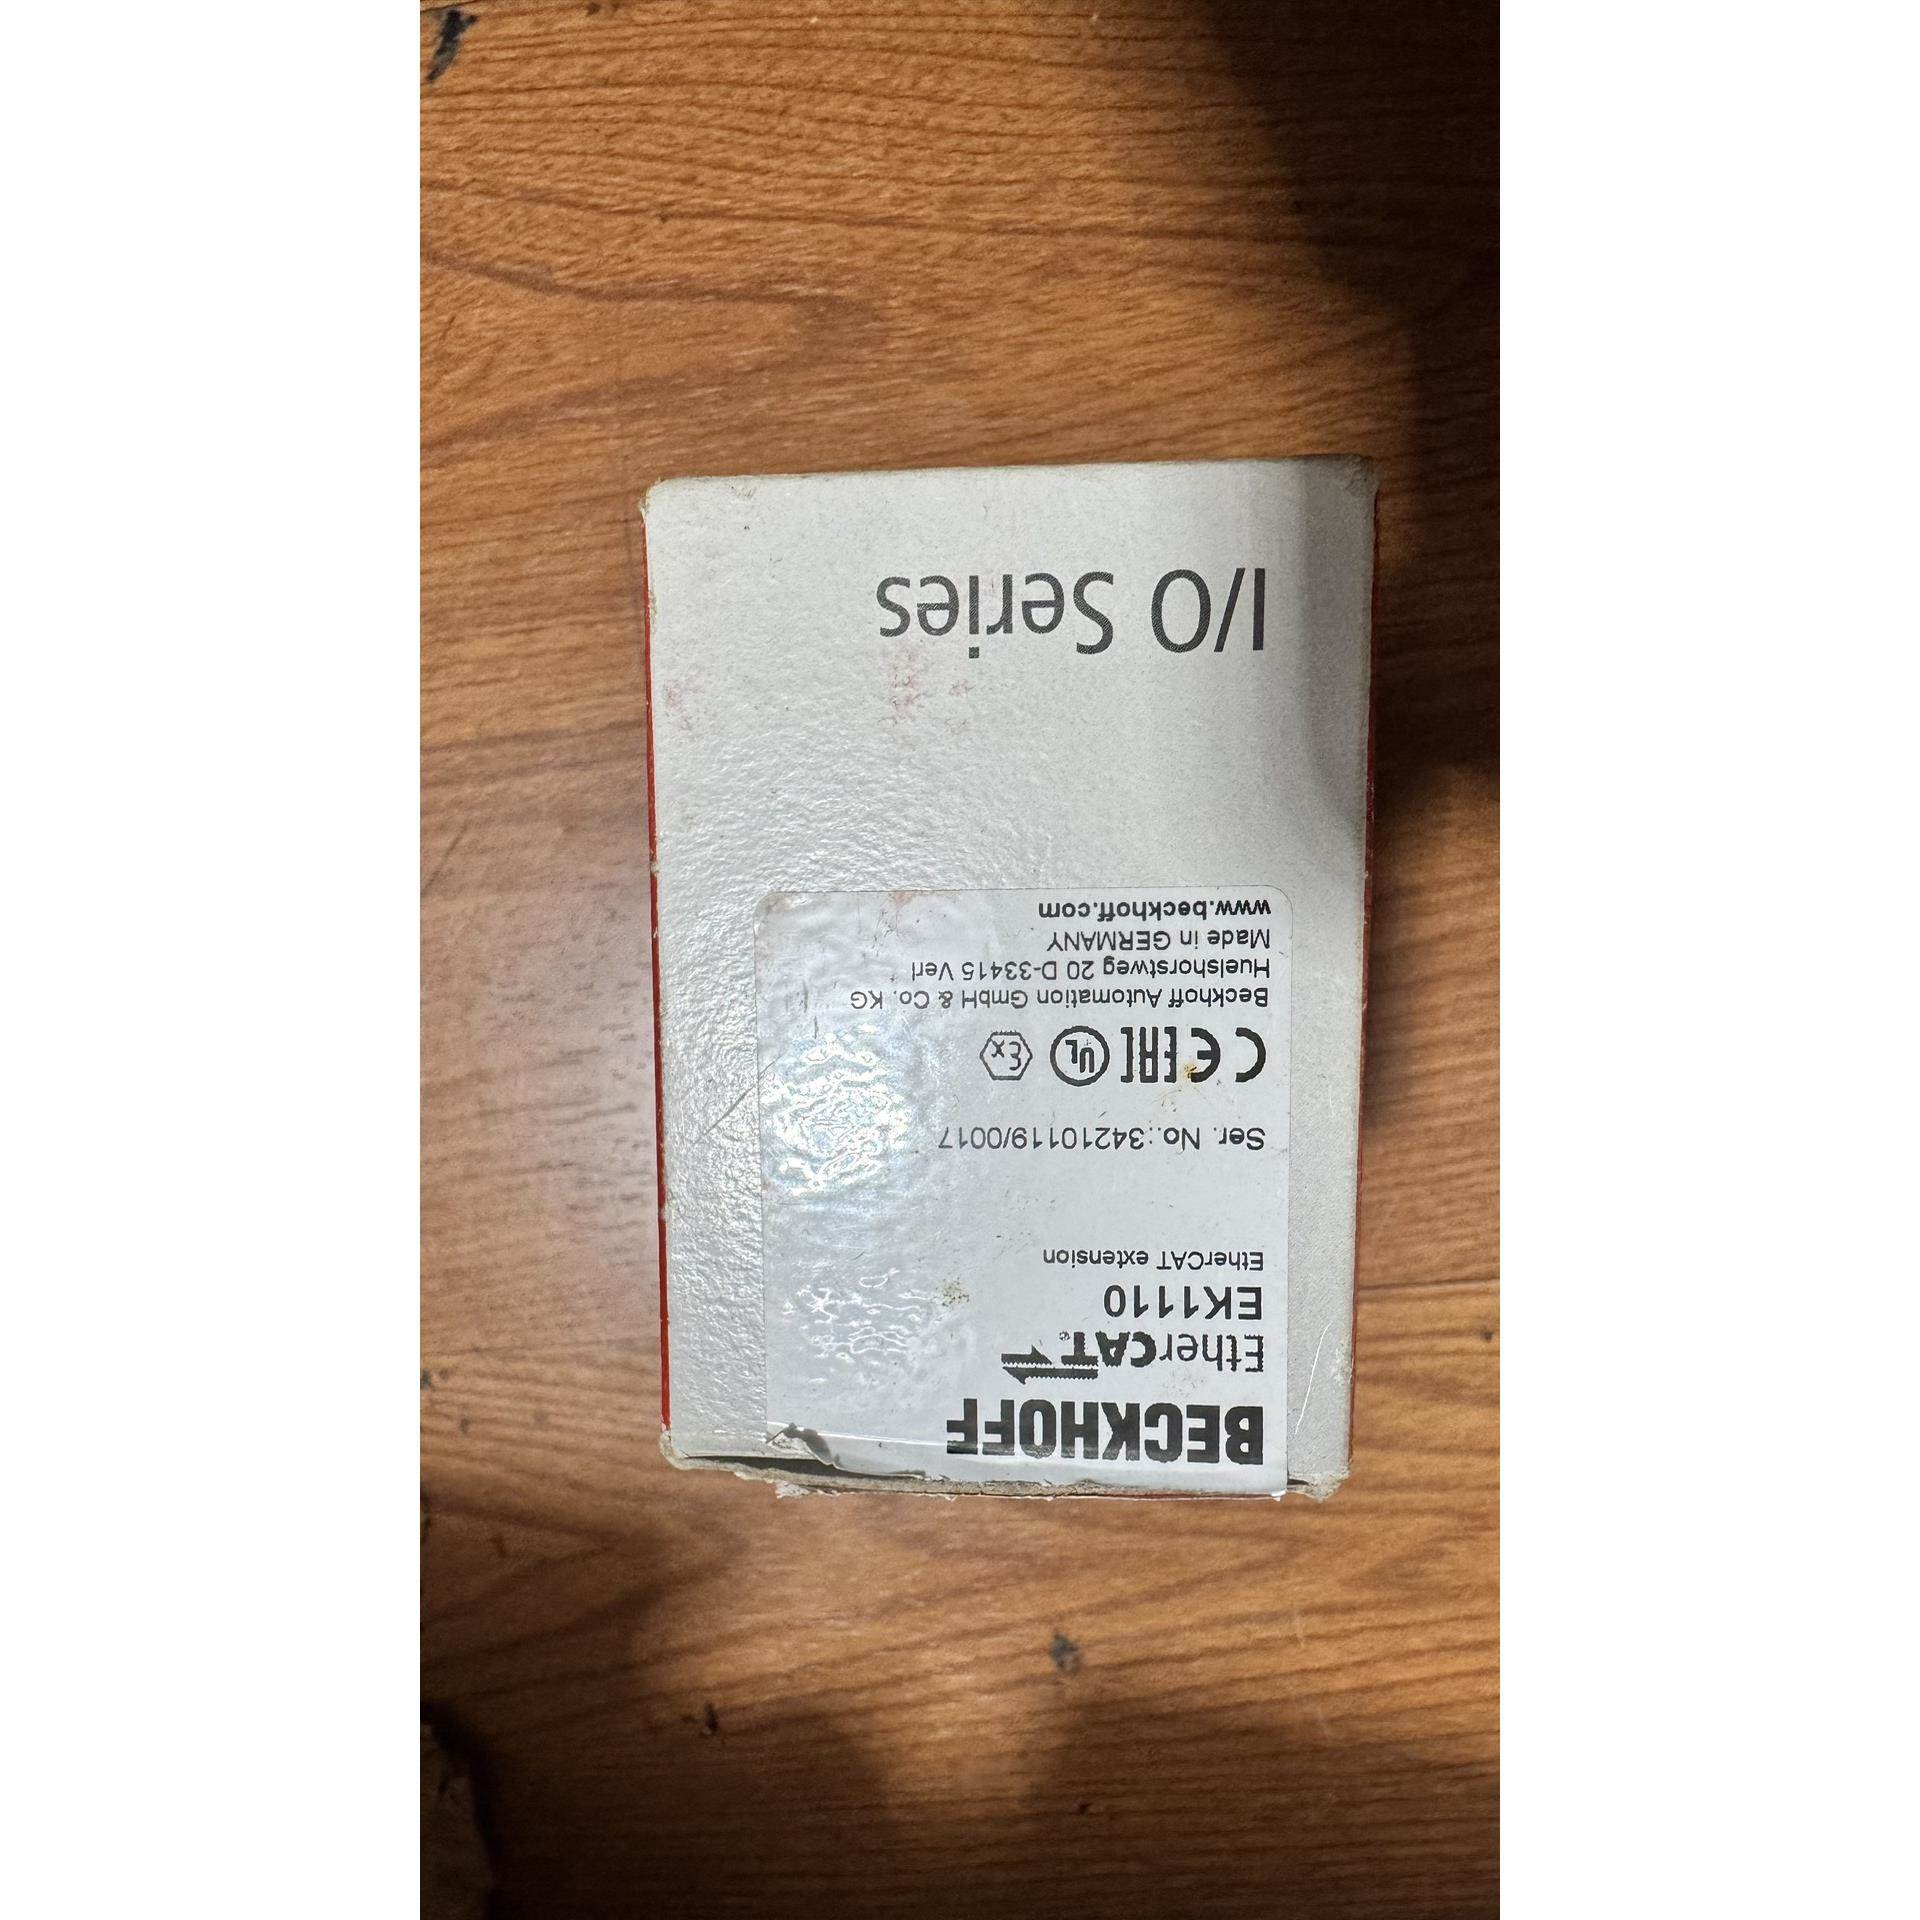 BECKHOFF
EtherCAT®
EK1110
EtherCAT extension
Ser. No.:34210119/0017
CE EAC UL Ex
Beckhoff Automation GmbH & Co. KG
Huelshorstweg 20 D-33415 Verl
Made in GERMANY
www.beckhoff.com
I/O Series